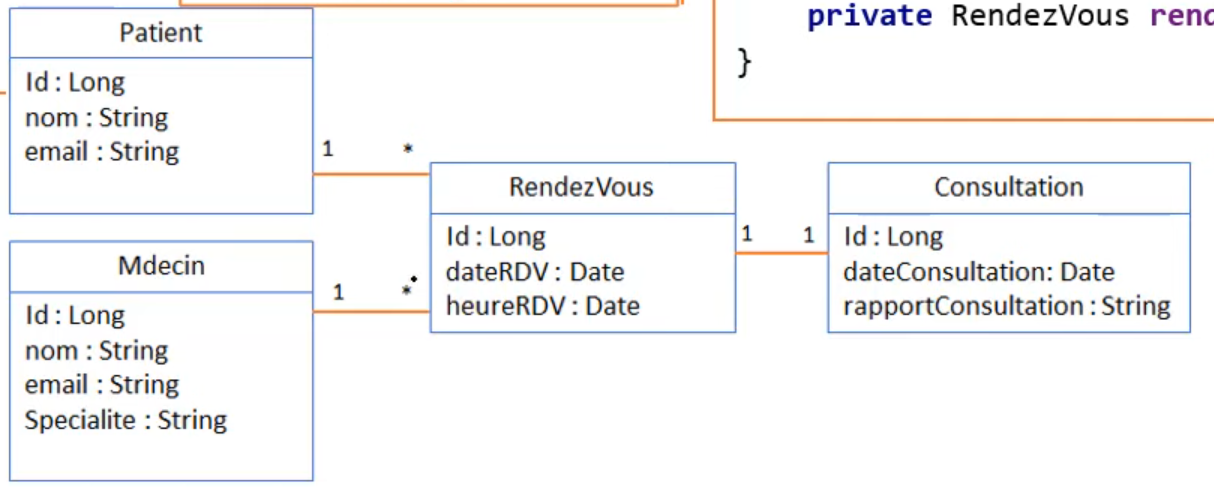 Patient
Id : Long
nom : String
email : String
1 *
Mdecin
Id : Long
nom : String
email : String
Specialite : String
1 *
RendezVous
Id : Long
dateRDV : Date
heureRDV : Date
1 1
Consultation
Id : Long
dateConsultation: Date
rapportConsultation : String
private RendezVous
}